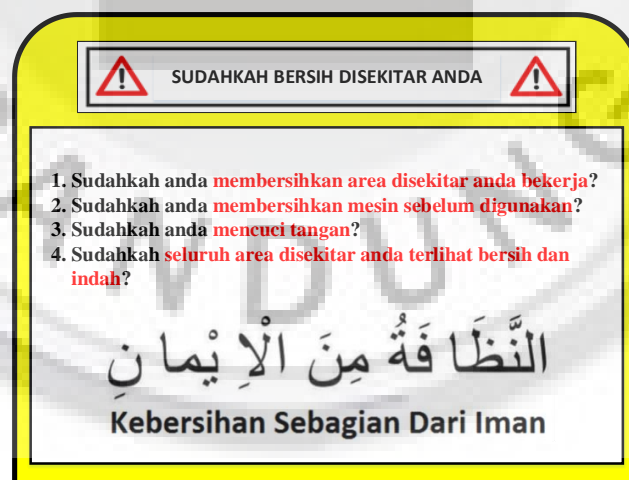 SUDAHKAH BERSIH DISEKITAR ANDA
1. Sudahkah anda membersihkan area disekitar anda bekerja?
2. Sudahkah anda membersihkan mesin sebelum digunakan?
3. Sudahkah anda mencuci tangan?
4. Sudahkah seluruh area disekitar anda terlihat bersih dan
indah?
النَّظَا فَةُ مِنَ الْاِ يْما نِ
Kebersihan Sebagian Dari Iman